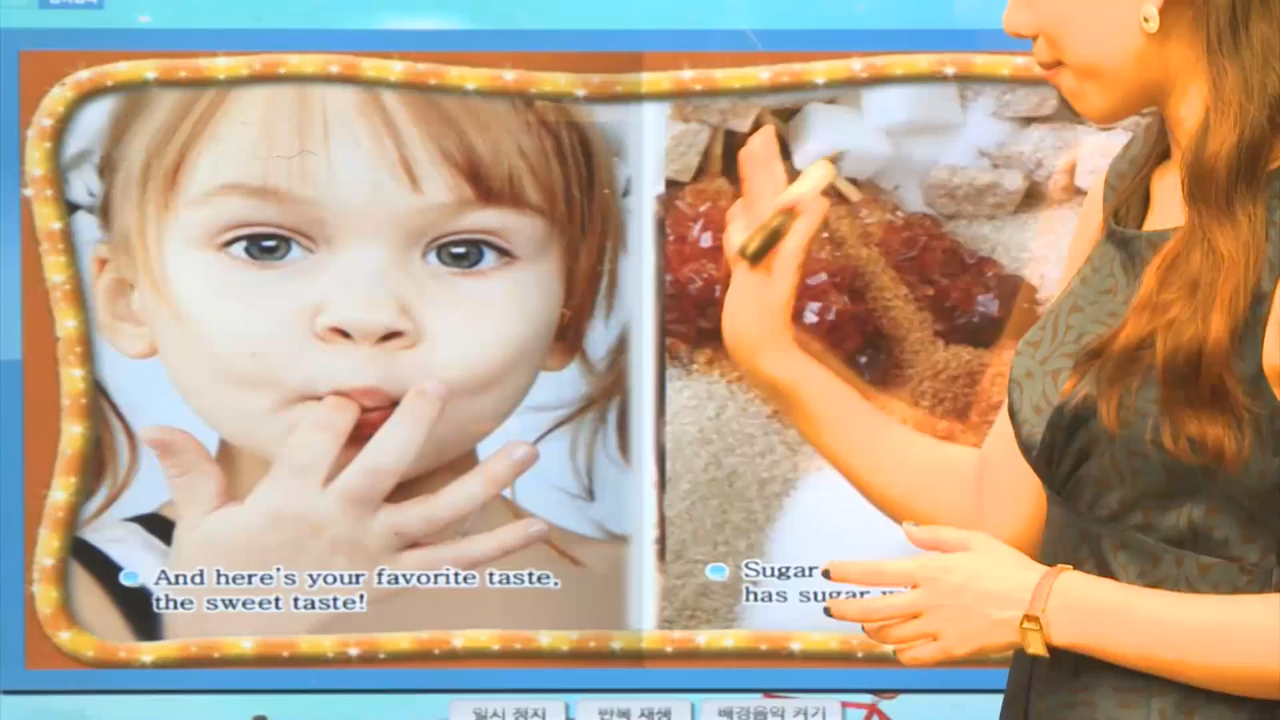 And here's your favorite taste,
the sweet taste!
Sugar
has sugar
일시 정지
반복 재생
배경음악 켜기